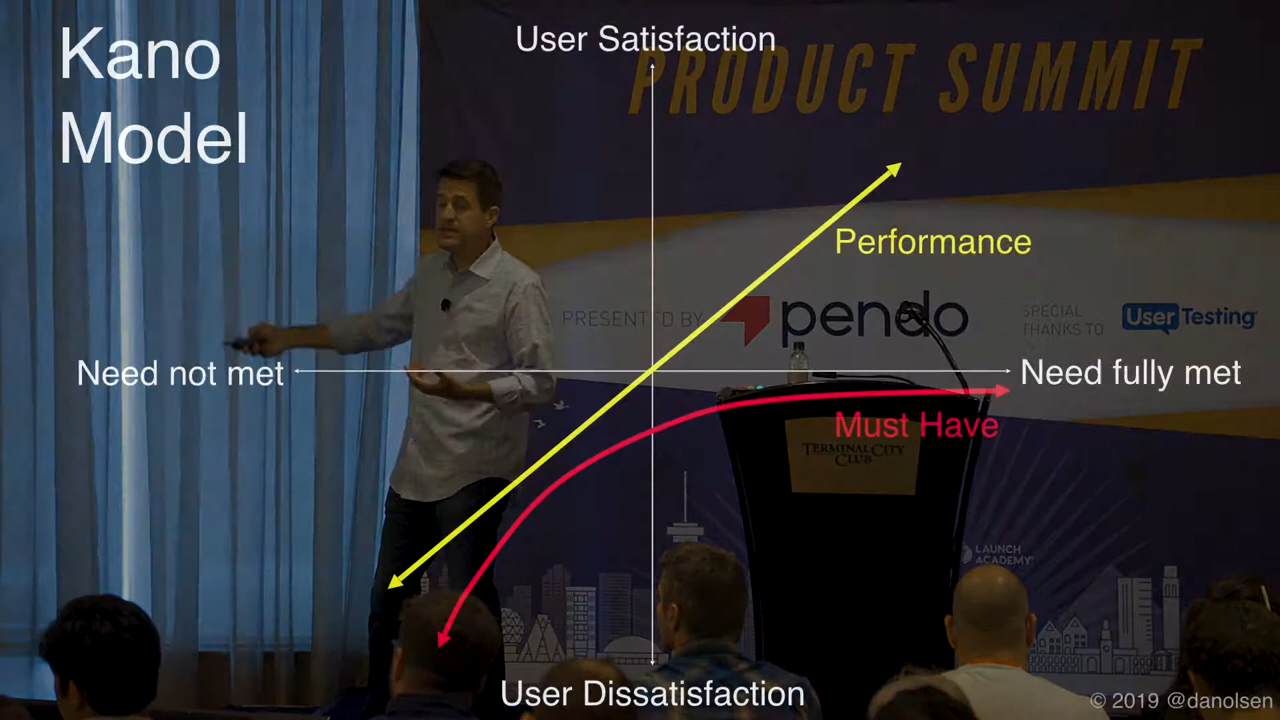 Kano
Model
User Satisfaction
PRODUCT SUMMIT
Performance
PRESENTED BY
pendo
SPECIAL
THANKS TO
UserTesting
Need not met
Need fully met
Must Have
TERMINAL CITY
CLUB
LAUNCH
ACADEMY
User Dissatisfaction
© 2019 @danolsen